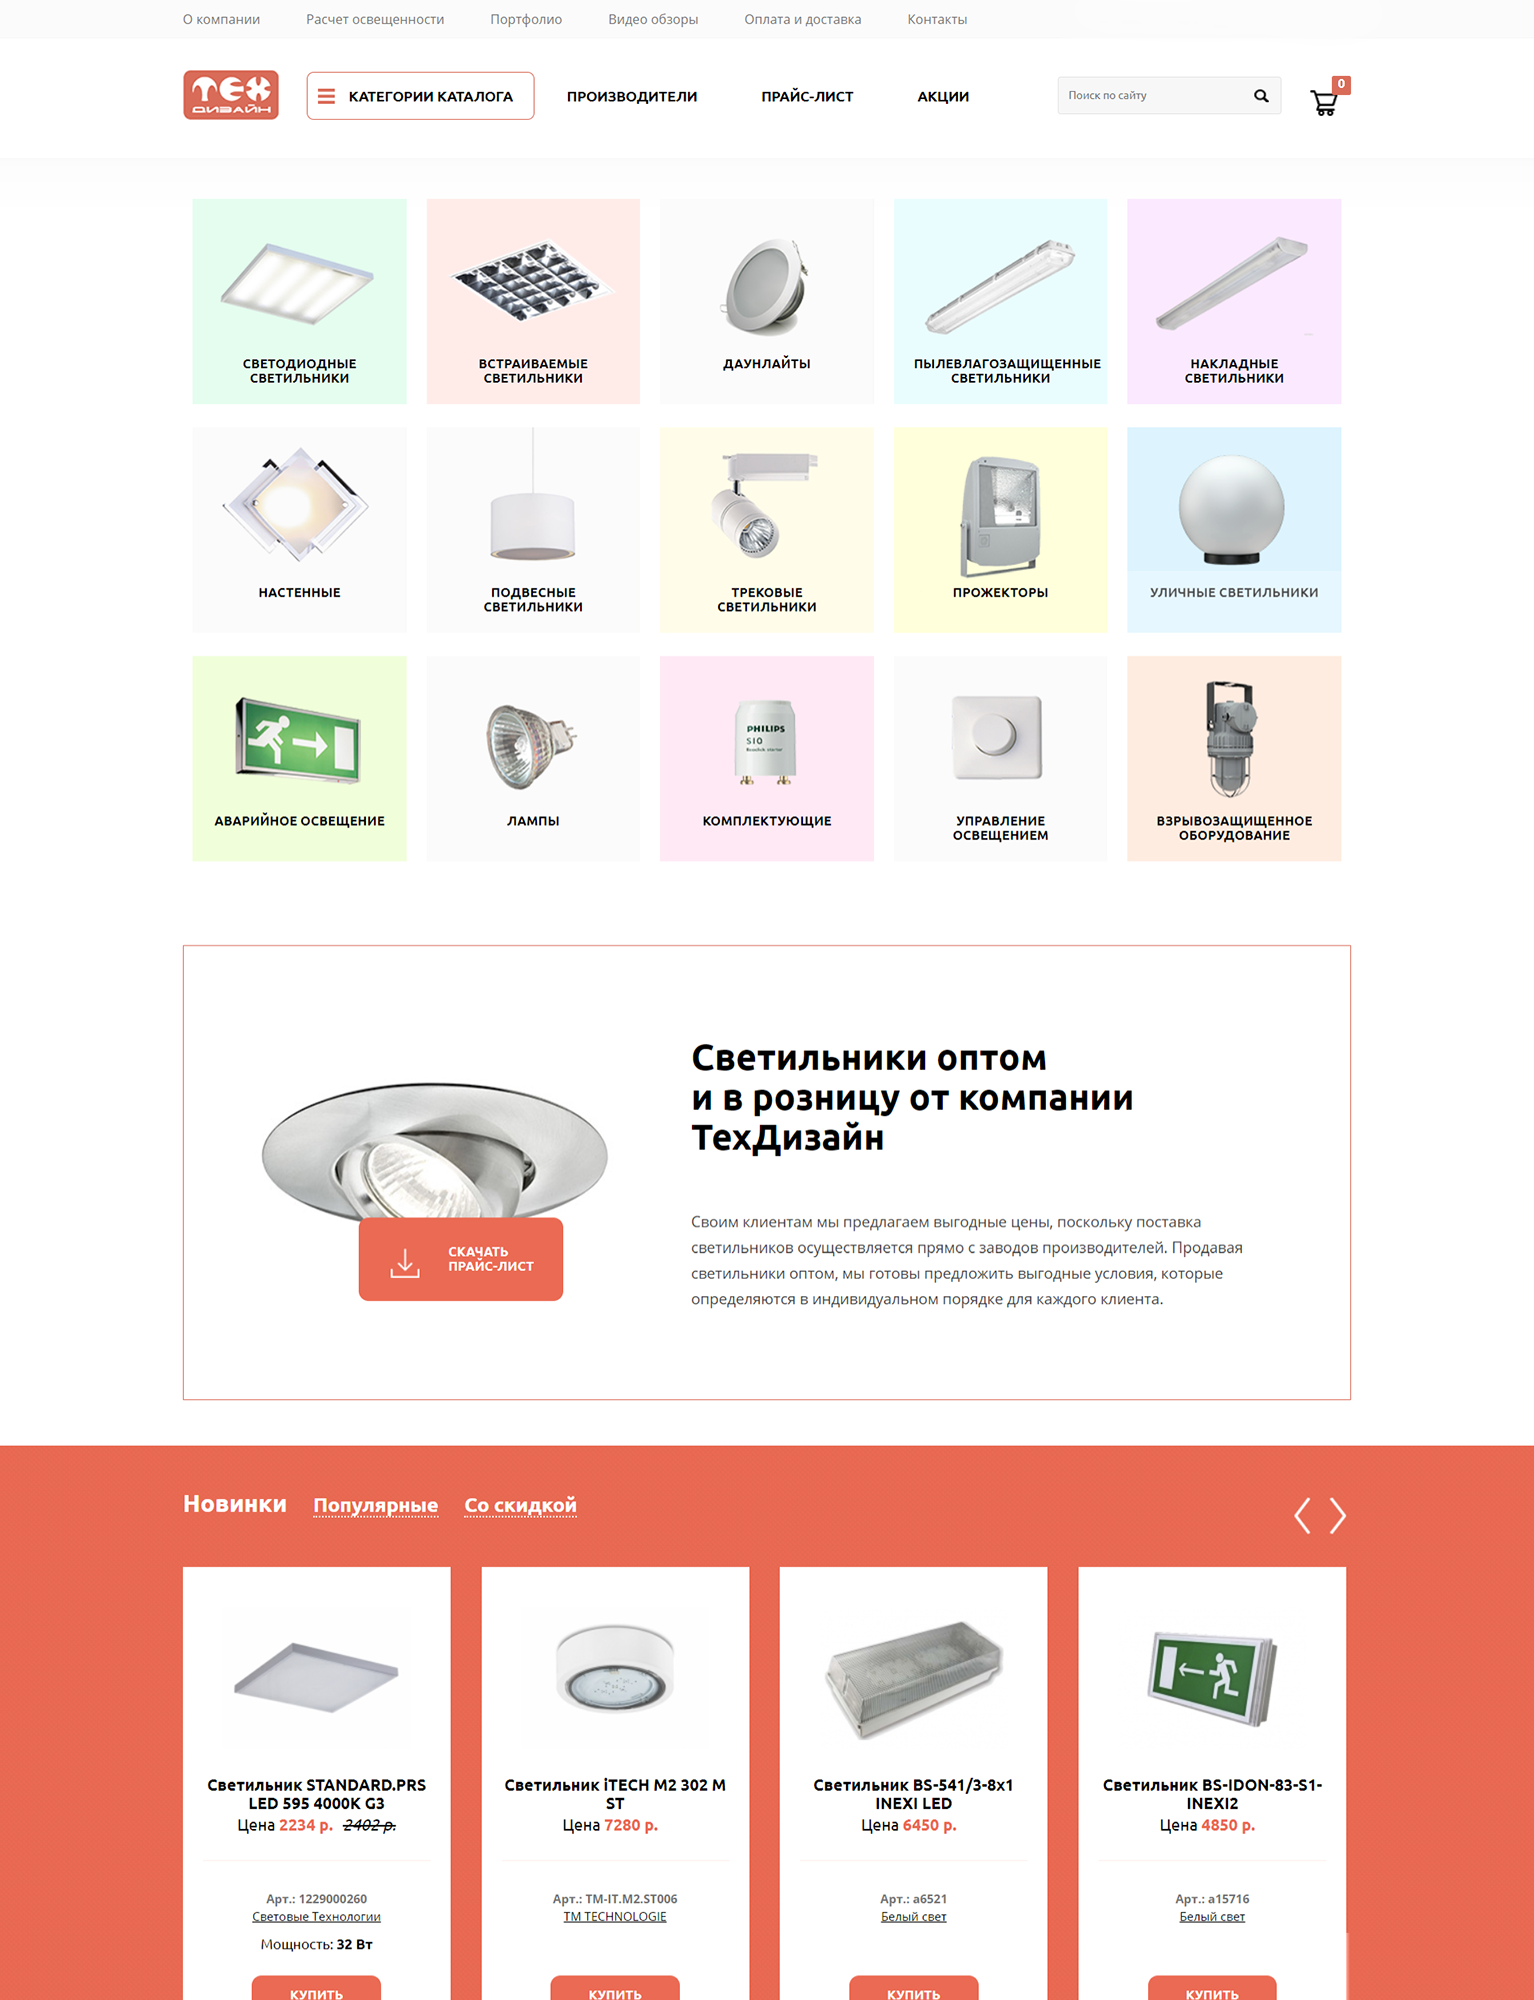 О компании Расчет освещенности Портфолио Видео обзоры Оплата и доставка Контакты
ТЕХ
ДИЗАЙН
КАТЕГОРИИ КАТАЛОГА ПРОИЗВОДИТЕЛИ ПРАЙС-ЛИСТ АКЦИИ Поиск по сайту 0
СВЕТОДИОДНЫЕ
СВЕТИЛЬНИКИ
ВСТРАИВАЕМЫЕ
СВЕТИЛЬНИКИ
ДАУНЛАЙТЫ
ПЫЛЕВЛАГОЗАЩИЩЕННЫЕ
СВЕТИЛЬНИКИ
НАКЛАДНЫЕ
СВЕТИЛЬНИКИ
НАСТЕННЫЕ
ПОДВЕСНЫЕ
СВЕТИЛЬНИКИ
ТРЕКОВЫЕ
СВЕТИЛЬНИКИ
ПРОЖЕКТОРЫ
УЛИЧНЫЕ СВЕТИЛЬНИКИ
АВАРИЙНОЕ ОСВЕЩЕНИЕ
ЛАМПЫ
PHILIPS
S10
КОМПЛЕКТУЮЩИЕ
УПРАВЛЕНИЕ
ОСВЕЩЕНИЕМ
ВЗРЫВОЗАЩИЩЕННОЕ
ОБОРУДОВАНИЕ
СКАЧАТЬ
ПРАЙС-ЛИСТ
Светильники оптом
и в розницу от компании
ТехДизайн
Своим клиентам мы предлагаем выгодные цены, поскольку поставка
светильников осуществляется прямо с заводов производителей. Продавая
светильники оптом, мы готовы предложить выгодные условия, которые
определяются в индивидуальном порядке для каждого клиента.
Новинки Популярные Со скидкой
Светильник STANDARD.PRS
LED 595 4000K G3
Цена 2234 р. 2402 р.
Арт.: 1229000260
Световые Технологии
Мощность: 32 Вт
КУПИТЬ
Светильник iTECH M2 302 M
ST
Цена 7280 р.
Арт.: TM-IT.M2.ST006
TM TECHNOLOGIE
КУПИТЬ
Светильник BS-541/3-8x1
INEXI LED
Цена 6450 р.
Арт.: a6521
Белый свет
КУПИТЬ
Светильник BS-IDON-83-S1-
INEXI2
Цена 4850 р.
Арт.: a15716
Белый свет
КУПИТЬ